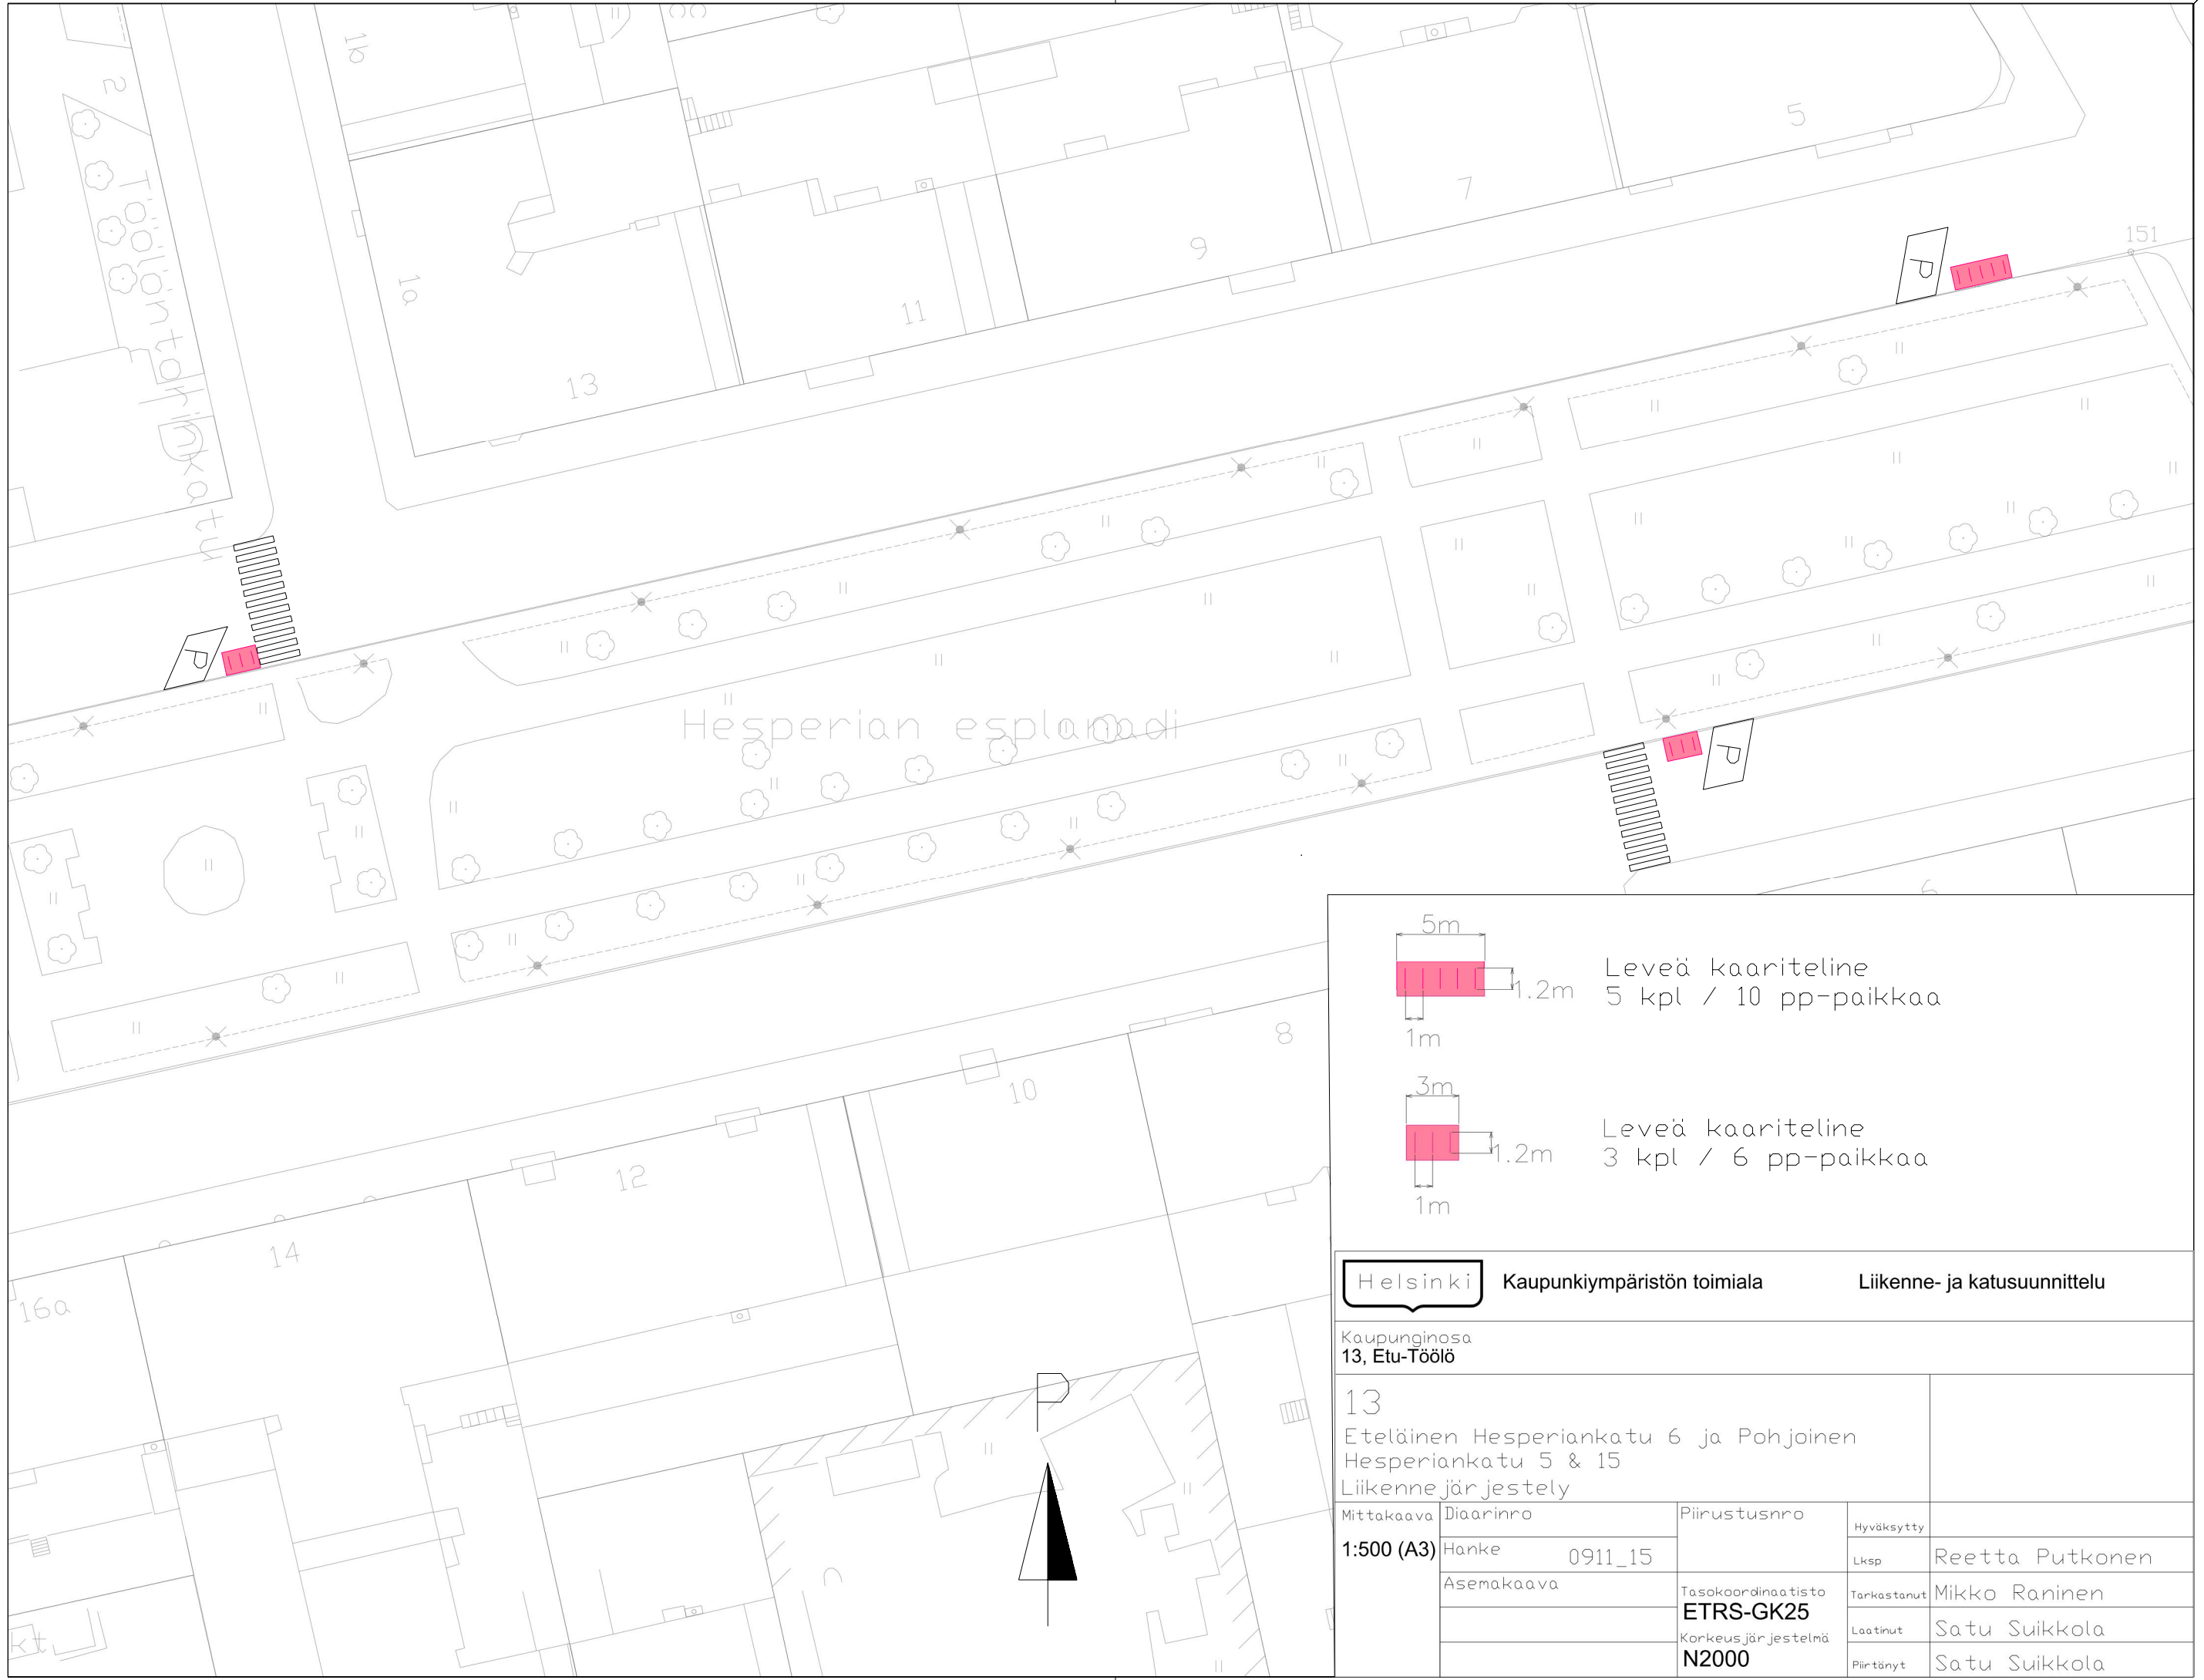 2
1b
5
7
9
11
13
1a
151
Töölöntorinkatu
P
P
P
Hesperian esplanadi
8
10
12
14
16a
kt
P
5m
1.2m
1m
Leveä kaariteline
5 kpl / 10 pp-paikkaa
3m
1.2m
1m
Leveä kaariteline
3 kpl / 6 pp-paikkaa
Helsinki
Kaupunkiympäristön toimiala
Liikenne- ja katusuunnittelu
Kaupunginosa
13, Etu-Töölö
13
Eteläinen Hesperiankatu 6 ja Pohjoinen
Hesperiankatu 5 & 15
Liikennejärjestely
Mittakaava
1:500 (A3)
Diaarinro
Hanke 0911_15
Asemakaava
Piirustusnro
Tasokoordinaatisto
ETRS-GK25
Korkeusjärjestelmä
N2000
Hyväksytty
Lksp Reetta Putkonen
Tarkastanut Mikko Raninen
Laatinut Satu Suikkola
Piirtänyt Satu Suikkola